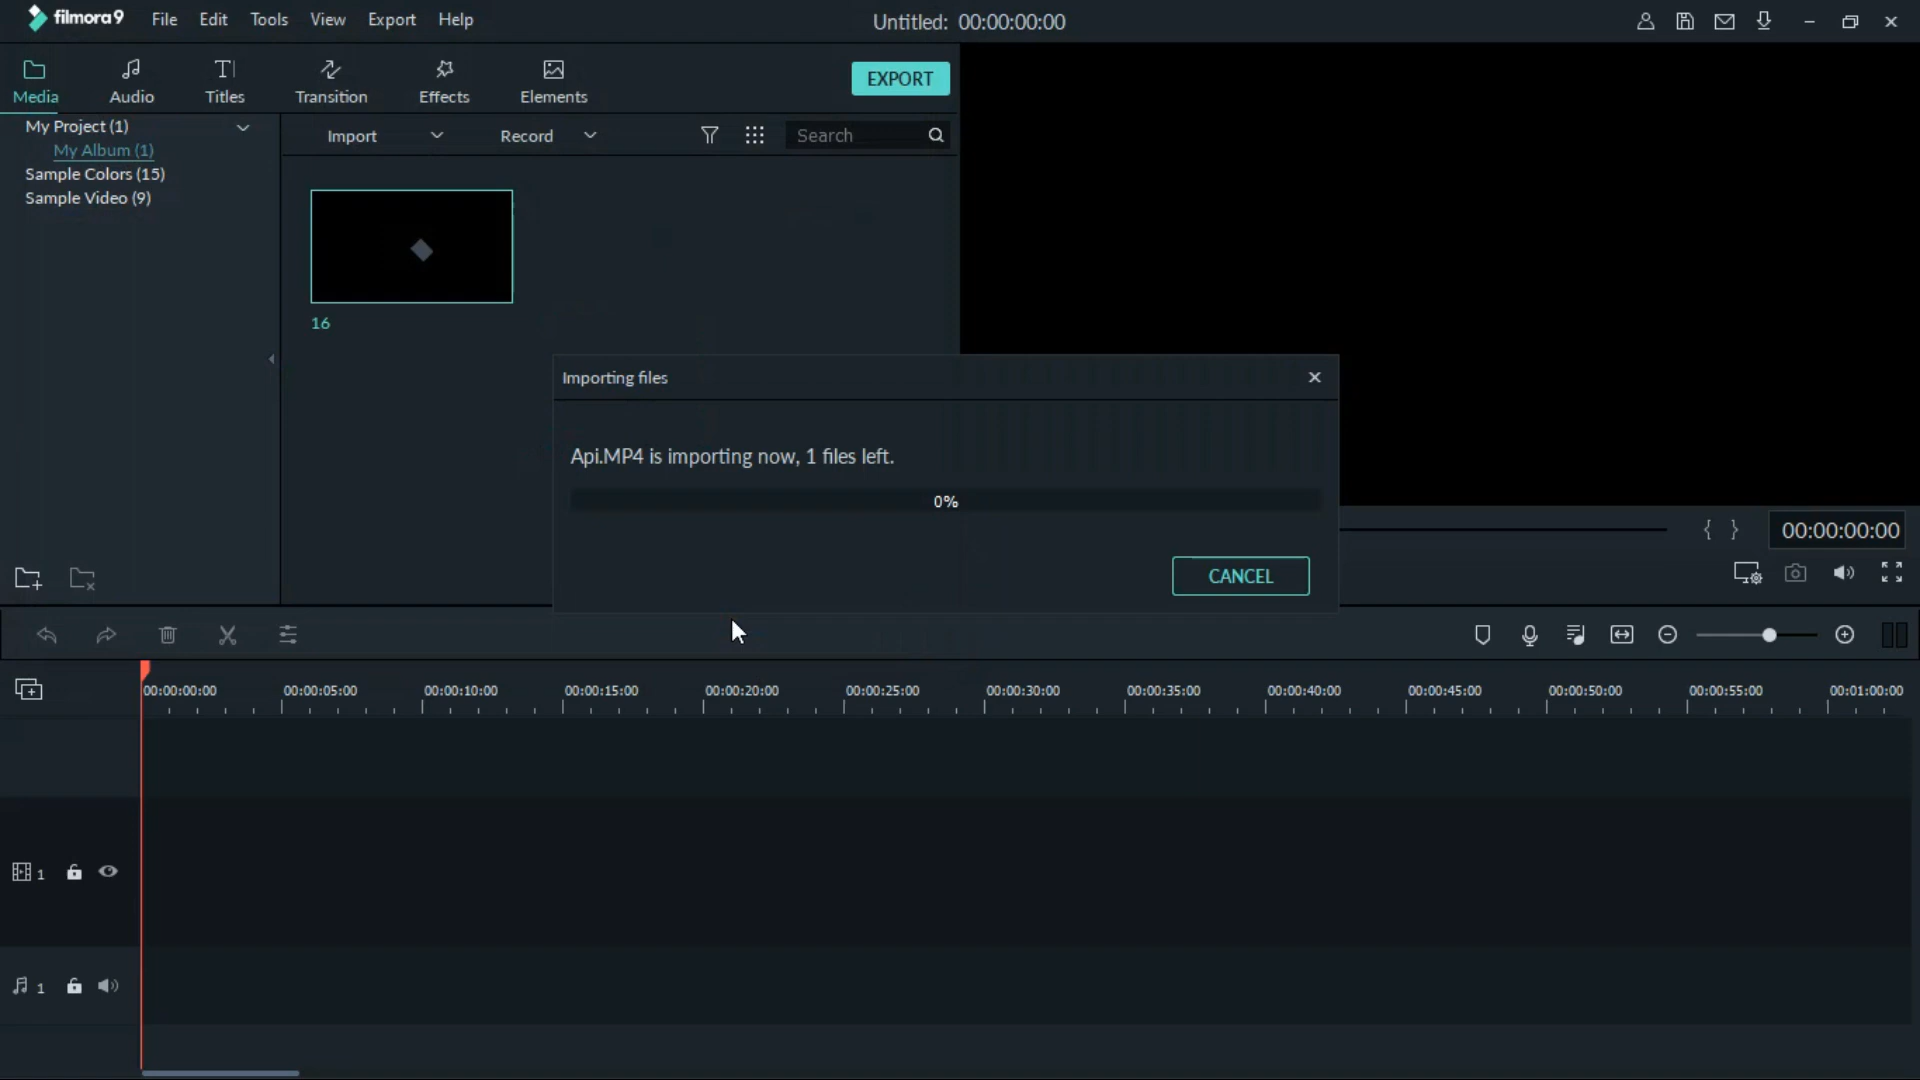 filmora9 File Edit Tools View Export Help Untitled: 00:00:00:00
Media Audio Titles Transition Effects Elements EXPORT
My Project (1)
My Album (1)
Sample Colors (15)
Sample Video (9)
Import Record Search
16
Importing files
Api.MP4 is importing now, 1 files left.
0%
CANCEL
{ } 00:00:00:00
00:00:00:00 00:00:05:00 00:00:10:00 00:00:15:00 00:00:20:00 00:00:25:00 00:00:30:00 00:00:35:00 00:00:40:00 00:00:45:00 00:00:50:00 00:00:55:00 00:01:00:00
1
1